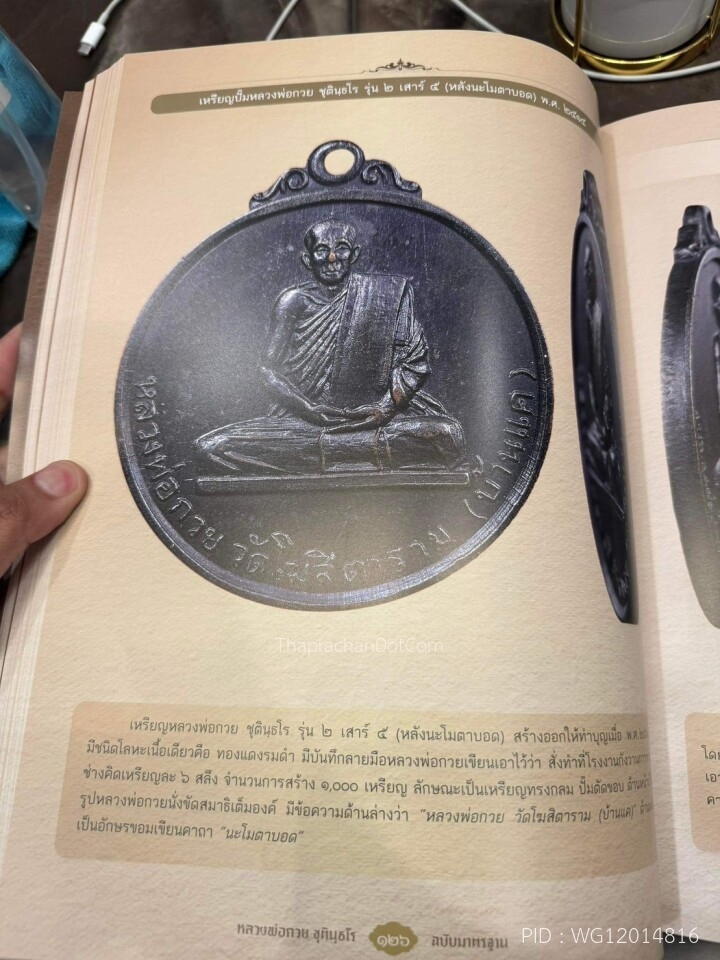 เหรียญปั๊มหลวงพ่อกวย ชุตินฺธโร รุ่น ๒ เสาร์ ๕ (หลังนะโมตาบอด) พ.ศ. ๒๕๑๕
หลวงพ่อกวย วัดโฆสิตาราม (บ้านแค)
ThaprachanDotCom
เหรียญหลวงพ่อกวย ชุตินฺธโร รุ่น ๒ เสาร์ ๕ (หลังนะโมตาบอด) สร้างออกให้ทำบุญเมื่อ พ.ศ.
มีชนิดโลหะเนื้อเดียวคือ ทองแดงรมดำ มีบันทึกลายมือหลวงพ่อกวยเขียนเอาไว้ว่า สั่งทำที่โรงงานกังวาน
ช่างคิดเหรียญละ ๖ สลึง จำนวนการสร้าง ๑,๐๐๐ เหรียญ ลักษณะเป็นเหรียญทรงกลม ปั๊มตัดขอบ ด้านหน้า
รูปหลวงพ่อกวยนั่งขัดสมาธิเต็มองค์ มีข้อความด้านล่างว่า "หลวงพ่อกวย วัดโฆสิตาราม (บ้านแค)"
เป็นอักษรขอมเขียนคาถา "นะโมตาบอด"
โดย
เอา
คา
หลวงพ่อกวย ชุตินฺธโร ๑๒๖ ฉบับมาตรฐาน
PID : WG12014816